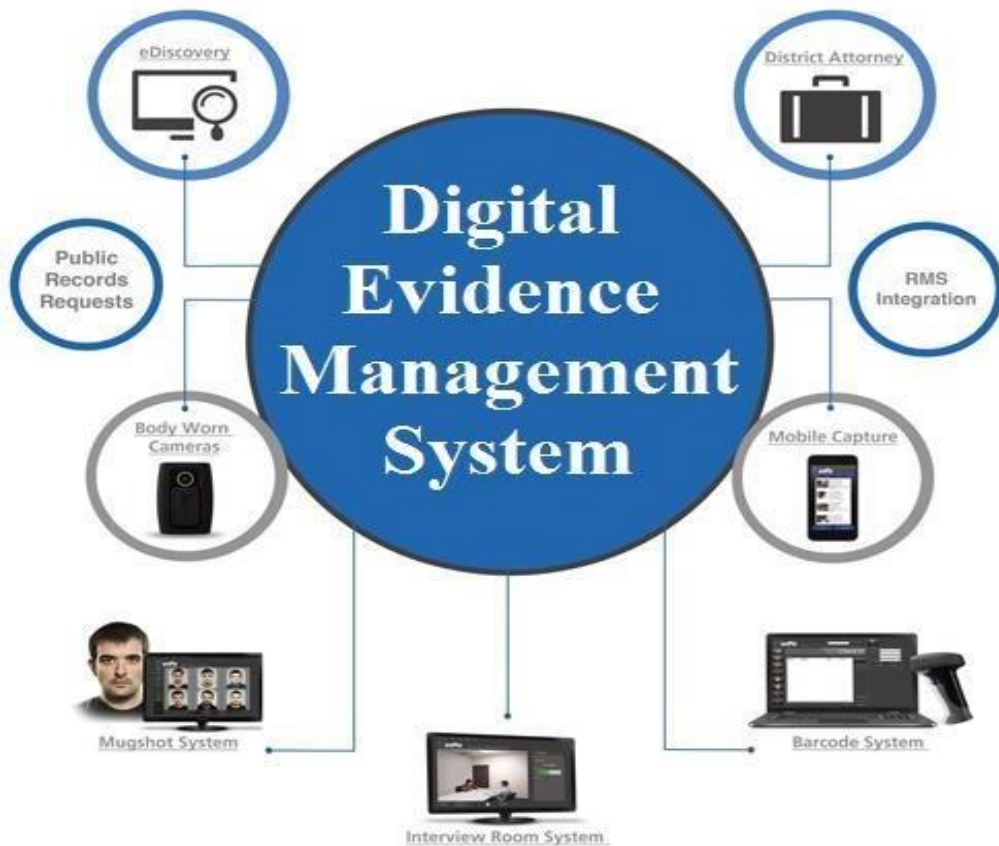 eDiscovery
District Attorney
Digital
Evidence
Management
System
Public
Records
Requests
RMS
Integration
Body Worn
Cameras
Mobile Capture
Mugshot System
Barcode System
Interview Room System